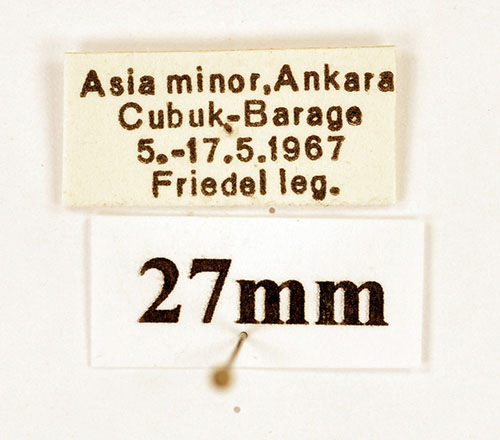 Asia minor,Ankara
Cubuk-Barage
5.-17.5.1967
Friedel leg.
27mm